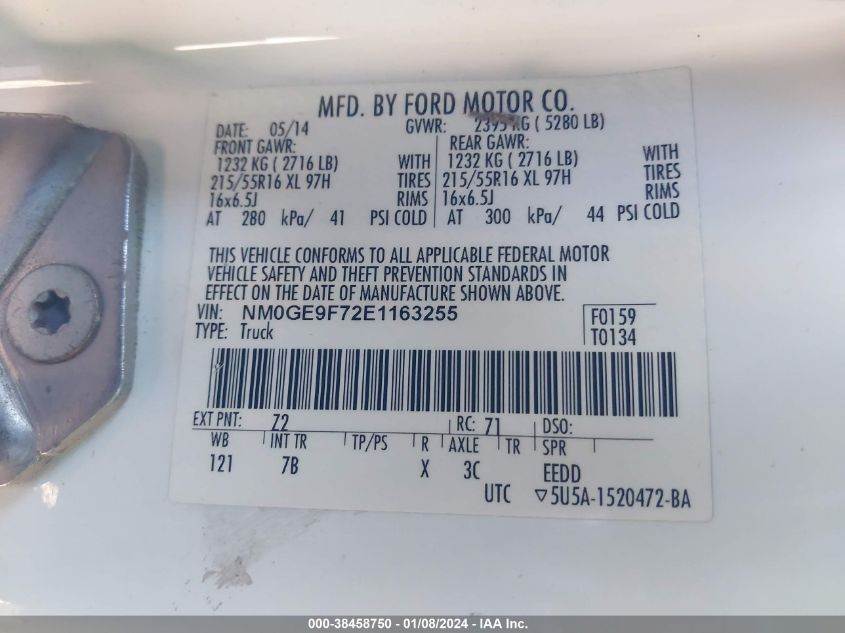 MFD. BY FORD MOTOR CO.
DATE: 05/14 GVWR: 2395 KG ( 5280 LB)
FRONT GAWR: REAR GAWR:
1232 KG ( 2716 LB) WITH 1232 KG ( 2716 LB) WITH
215/55R16 XL 97H TIRES 215/55R16 XL 97H TIRES
16x6.5J RIMS 16x6.5J RIMS
AT 280 kPa/ 41 PSI COLD AT 300 kPa/ 44 PSI COLD
THIS VEHICLE CONFORMS TO ALL APPLICABLE FEDERAL MOTOR
VEHICLE SAFETY AND THEFT PREVENTION STANDARDS IN
EFFECT ON THE DATE OF MANUFACTURE SHOWN ABOVE.
VIN: NM0GE9F72E1163255 F0159
TYPE: Truck T0134
EXT PNT: Z2 RC: 71 DSO:
WB INT TR TP/PS R AXLE TR SPR
121 7B X 3C EEDD
UTC ▽5U5A-1520472-BA
000-38458750 - 01/08/2024 - IAA Inc.